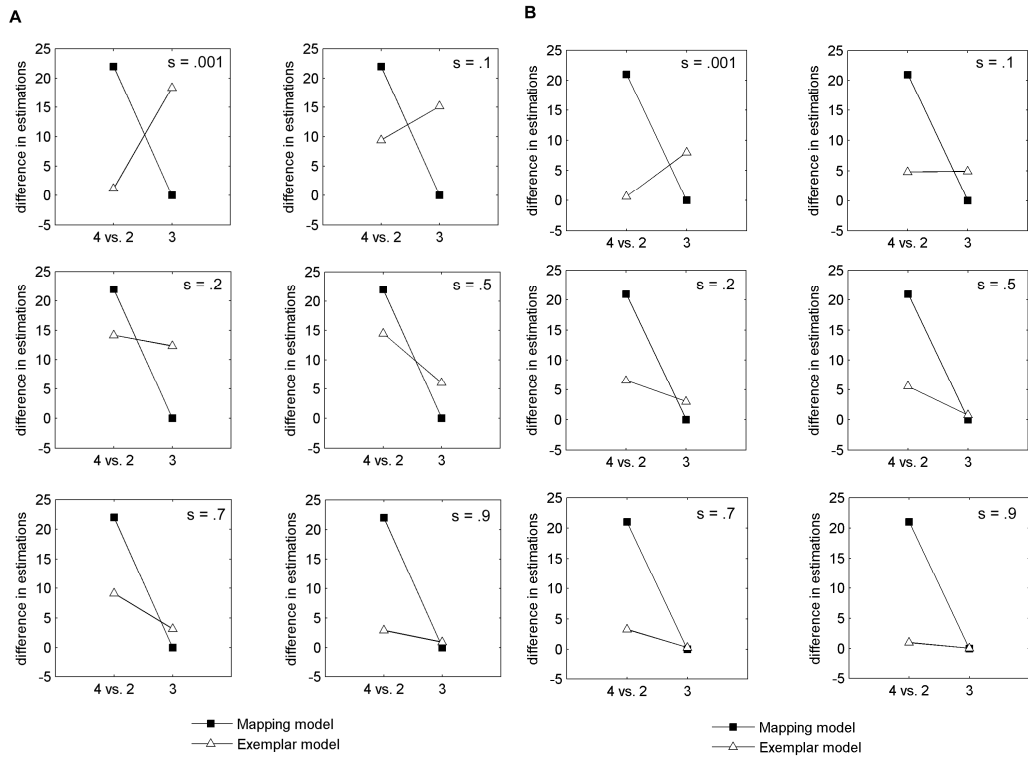 A
difference in estimations
25
20
15
10
5
0
-5
s = .001
4 vs. 2
3
difference in estimations
25
20
15
10
5
0
-5
s = .1
4 vs. 2
3
difference in estimations
25
20
15
10
5
0
-5
s = .2
4 vs. 2
3
difference in estimations
25
20
15
10
5
0
-5
s = .5
4 vs. 2
3
difference in estimations
25
20
15
10
5
0
-5
s = .7
4 vs. 2
3
difference in estimations
25
20
15
10
5
0
-5
s = .9
4 vs. 2
3
Mapping model
Exemplar model
B
difference in estimations
25
20
15
10
5
0
-5
s = .001
4 vs. 2
3
difference in estimations
25
20
15
10
5
0
-5
s = .1
4 vs. 2
3
difference in estimations
25
20
15
10
5
0
-5
s = .2
4 vs. 2
3
difference in estimations
25
20
15
10
5
0
-5
s = .5
4 vs. 2
3
difference in estimations
25
20
15
10
5
0
-5
s = .7
4 vs. 2
3
difference in estimations
25
20
15
10
5
0
-5
s = .9
4 vs. 2
3
Mapping model
Exemplar model